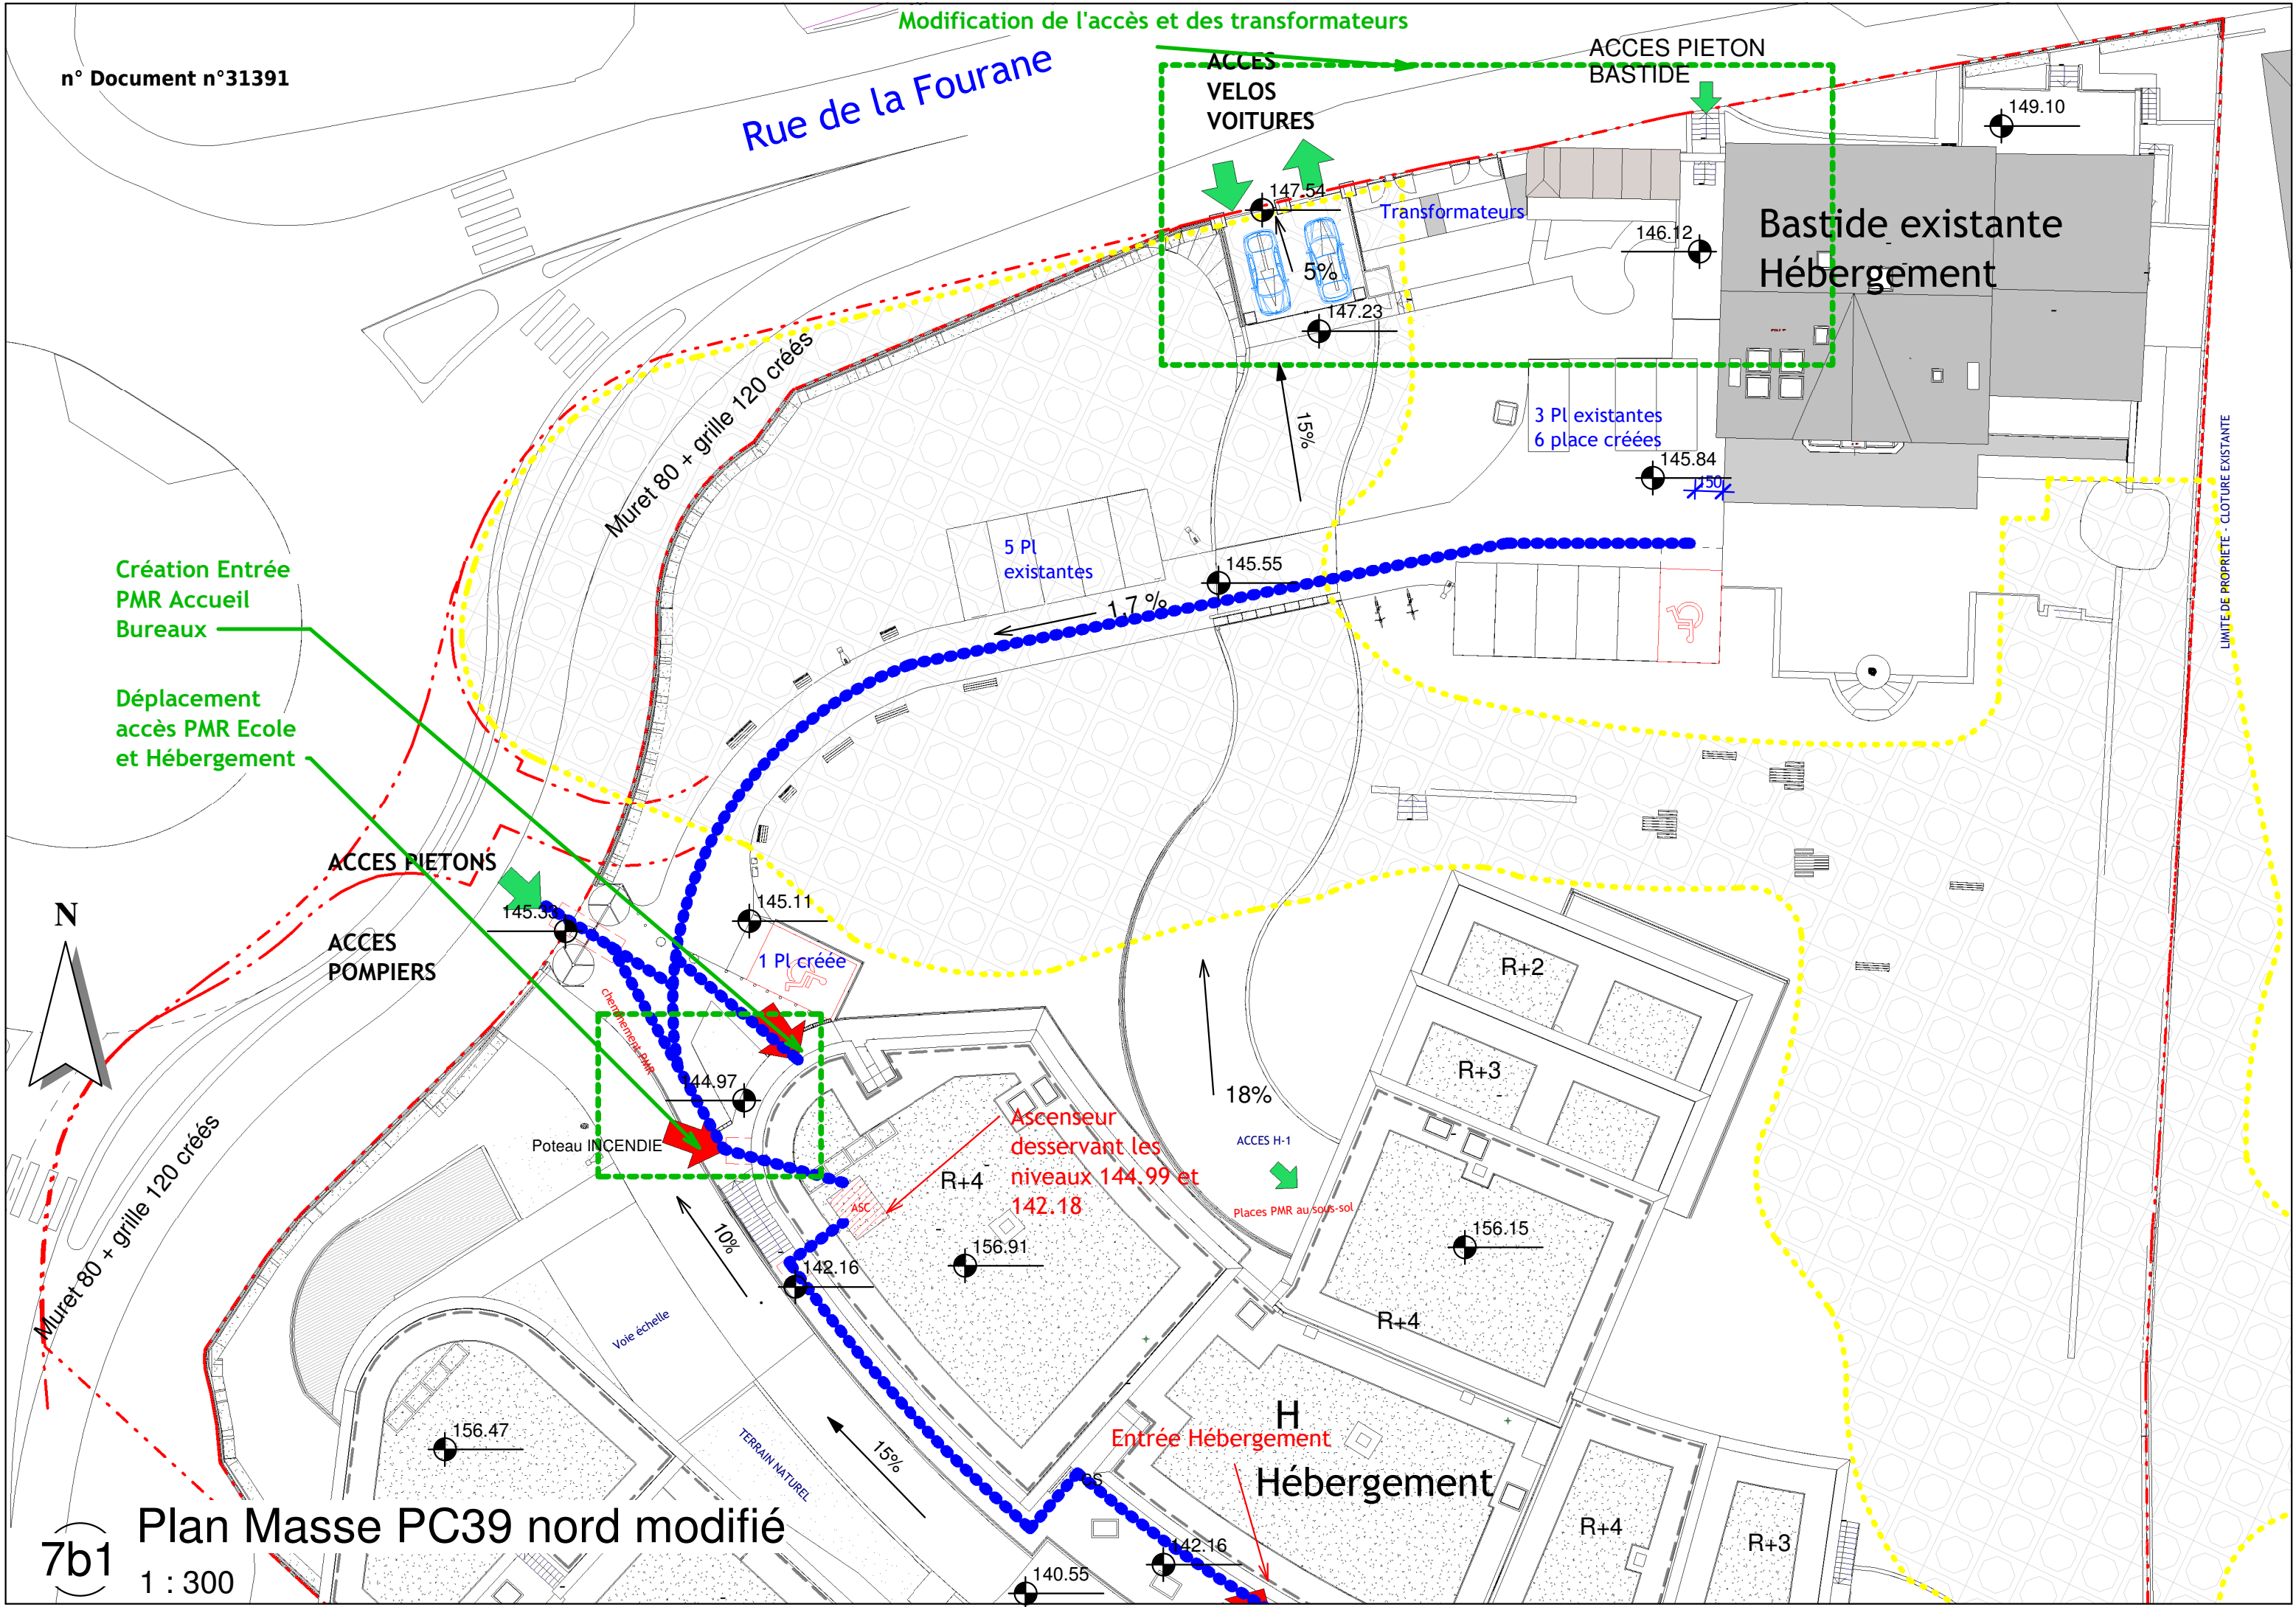 Modification de l'accès et des transformateurs
n° Document n°31391
Rue de la Fourane
ACCES
VELOS
VOITURES
ACCES PIETON
BASTIDE
149.10
147.54
Transformateurs
146.12
Bastide existante
Hébergement
5%
147.23
Muret 80 + grille 120 créés
15%
3 Pl existantes
6 place créées
145.84
150
LIMITE DE PROPRIETE - CLOTURE EXISTANTE
5 Pl
existantes
145.55
1,7 %
Création Entrée
PMR Accueil
Bureaux
Déplacement
accès PMR Ecole
et Hébergement
ACCES PIETONS
145.33
145.11
N
ACCES
POMPIERS
1 Pl créée
cheminement PMR
R+2
R+3
144.97
18%
Poteau INCENDIE
Ascenseur
desservant les
niveaux 144.99 et
142.18
ACCES H-1
Places PMR au sous-sol
R+4
ASC
10%
156.91
156.15
142.16
R+4
Muret 80 + grille 120 créés
Voie échelle
156.47
TERRAIN NATUREL
15%
H
Entrée Hébergement
Hébergement
R+4
R+3
142.16
140.55
7b1
Plan Masse PC39 nord modifié
1 : 300